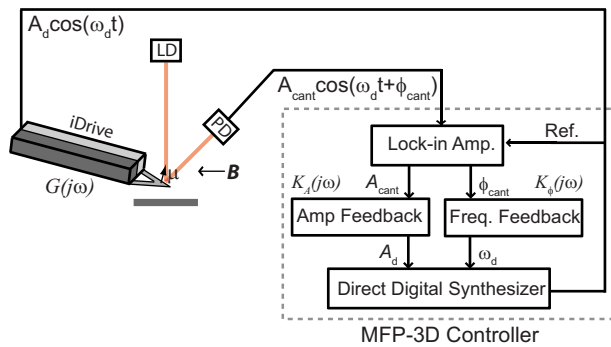 A_d cos(ω_d t)
LD
A_cant cos(ω_d t+ϕ_cant)
PD
iDrive
Ref.
Lock-in Amp.
μ
B
G(jω)
K_A(jω)
A_cant
ϕ_cant
K_ϕ(jω)
Amp Feedback
Freq. Feedback
A_d
ω_d
Direct Digital Synthesizer
MFP-3D Controller